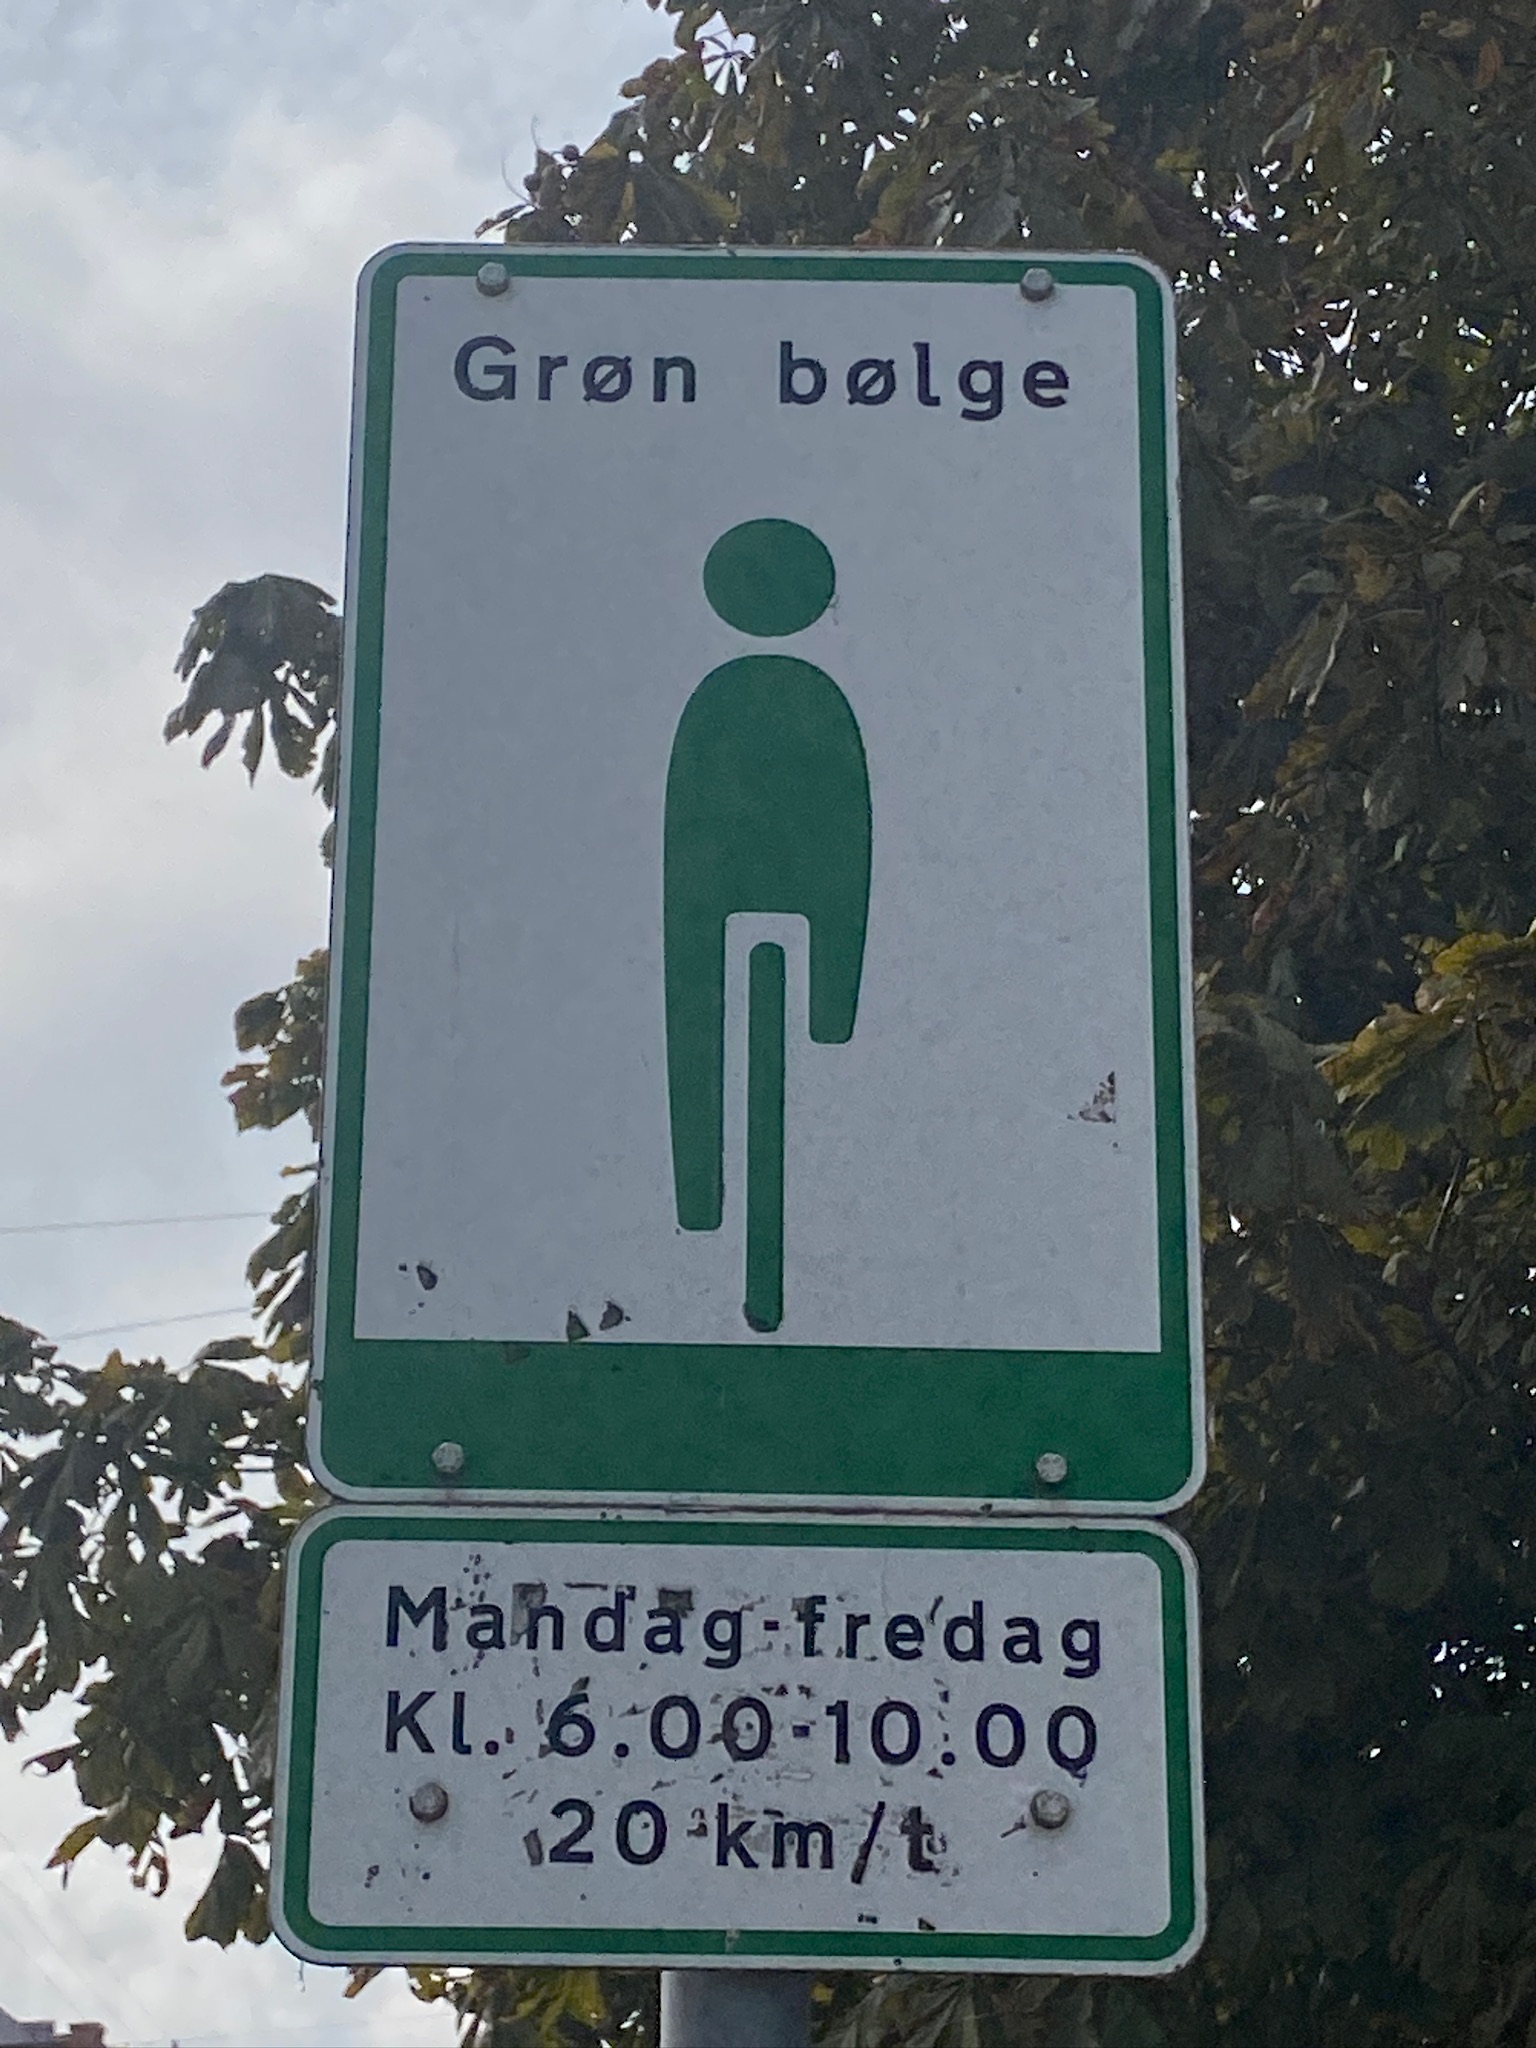 Grøn bølge
Mandag-fredag
Kl. 6.00-10.00
20 km/t